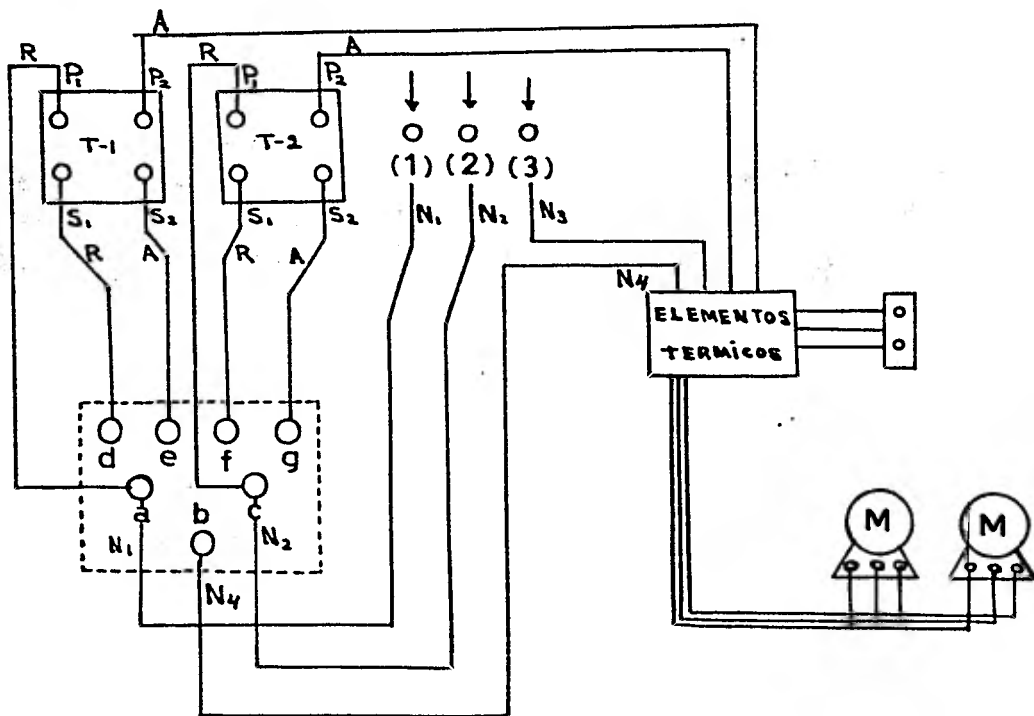 A
R
P₁
P₂
T-1
S₁
S₂
R
A
R
P₁
A
P₂
T-2
S₁
S₂
R
A
(1) (2) (3)
N₁
N₂
N₃
N4
ELEMENTOS
TERMICOS
d
e
f
g
a
b
c
N₁
N₂
N4
M
M